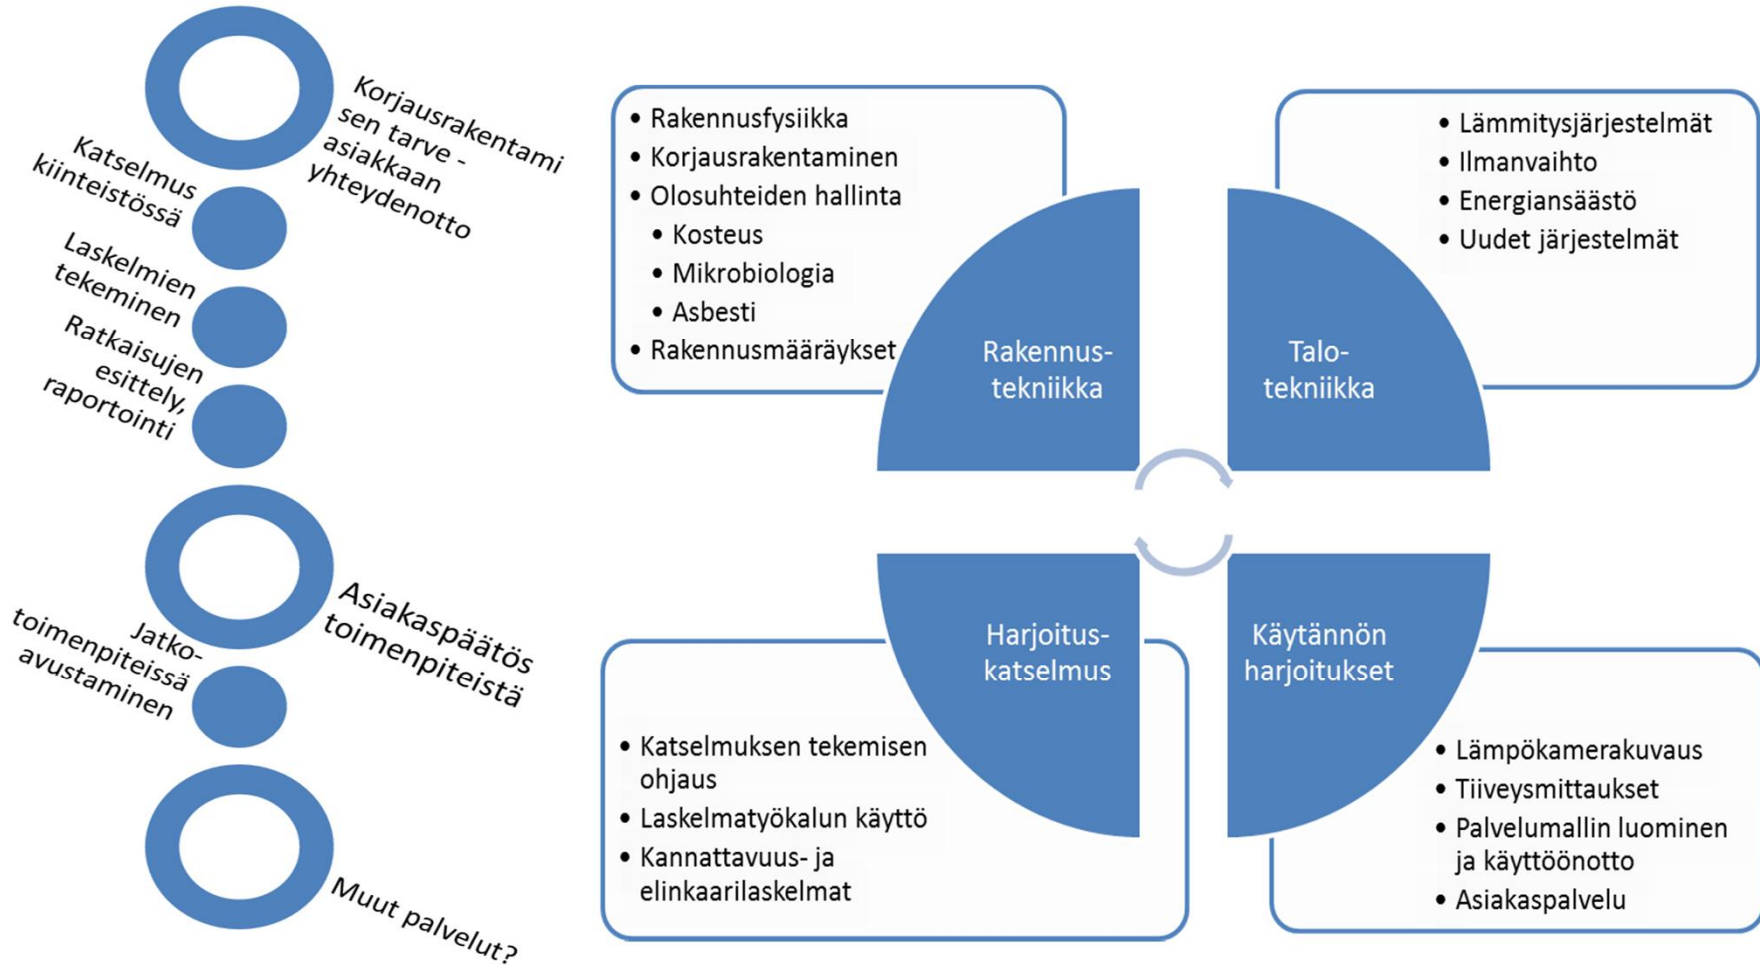 Korjausrakentami
sen tarve -
asiakkaan
yhteydenotto
Katselmus
kiinteistössä
Laskelmien
tekeminen
Ratkaisujen
esittely,
raportointi
Asiakaspäätös
toimenpiteistä
Jatko-
toimenpiteissä
avustaminen
Muut palvelut?
• Rakennusfysiikka
• Korjausrakentaminen
• Olosuhteiden hallinta
• Kosteus
• Mikrobiologia
• Asbesti
• Rakennusmääräykset
Rakennus-
tekniikka
• Lämmitysjärjestelmät
• Ilmanvaihto
• Energiansäästö
• Uudet järjestelmät
Talo-
tekniikka
Harjoitus-
katselmus
• Katselmuksen tekemisen
ohjaus
• Laskelmatyökalun käyttö
• Kannattavuus- ja
elinkaarilaskelmat
Käytännön
harjoitukset
• Lämpökamerakuvaus
• Tiiveysmittaukset
• Palvelumallin luominen
ja käyttöönotto
• Asiakaspalvelu